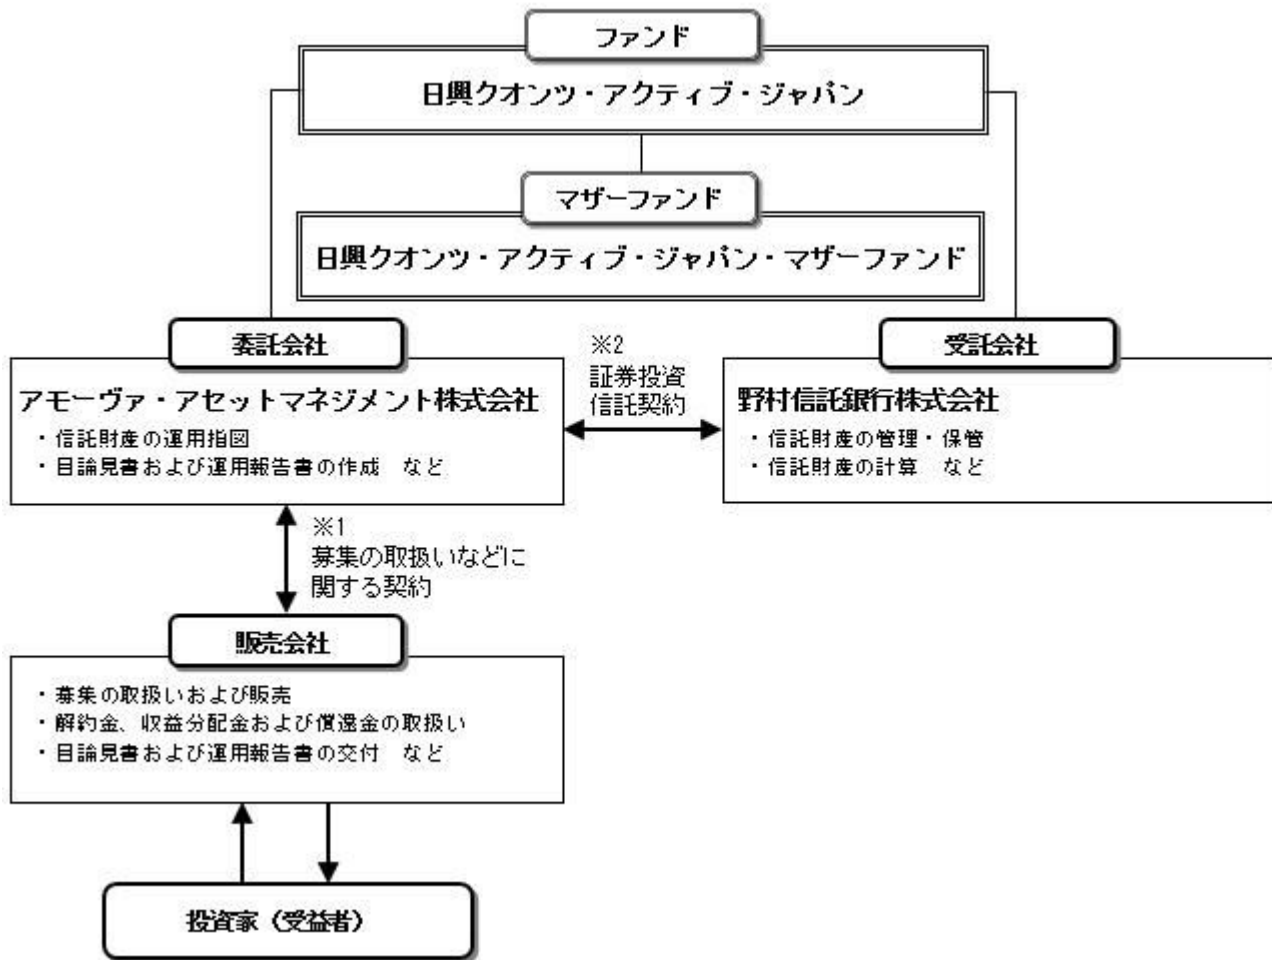 ファンド
日興クオンツ・アクティブ・ジャパン
マザーファンド
日興クオンツ・アクティブ・ジャパン・マザーファンド
委託会社
アモーヴァ・アセットマネジメント株式会社
・信託財産の運用指図
・目論見書および運用報告書の作成　など
※2
証券投資
信託契約
受託会社
野村信託銀行株式会社
・信託財産の管理・保管
・信託財産の計算　など
※1
募集の取扱いなどに
関する契約
販売会社
・募集の取扱いおよび販売
・解約金、収益分配金および償還金の取扱い
・目論見書および運用報告書の交付　など
投資家（受益者）